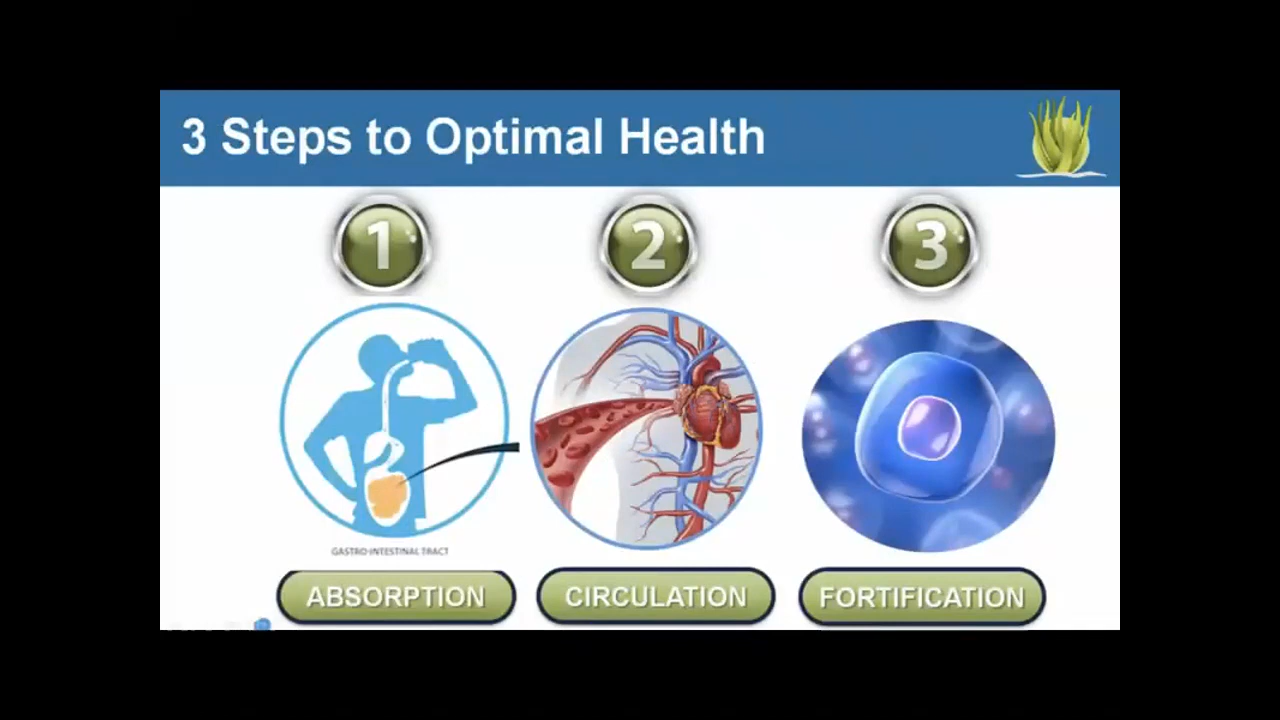 3 Steps to Optimal Health
1
2
3
GASTRO-INTESTINAL TRACT
ABSORPTION
CIRCULATION
FORTIFICATION